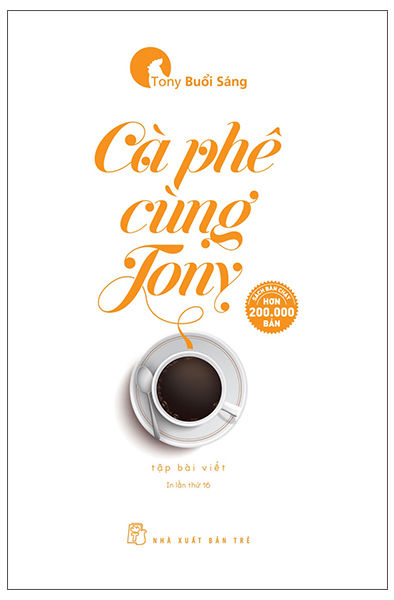 Tony Buổi Sáng
Cà phê
cùng
Tony
SÁCH BÁN CHẠY
HƠN
200.000
BẢN
tập bài viết
In lần thứ 16
NHÀ XUẤT BẢN TRẺ